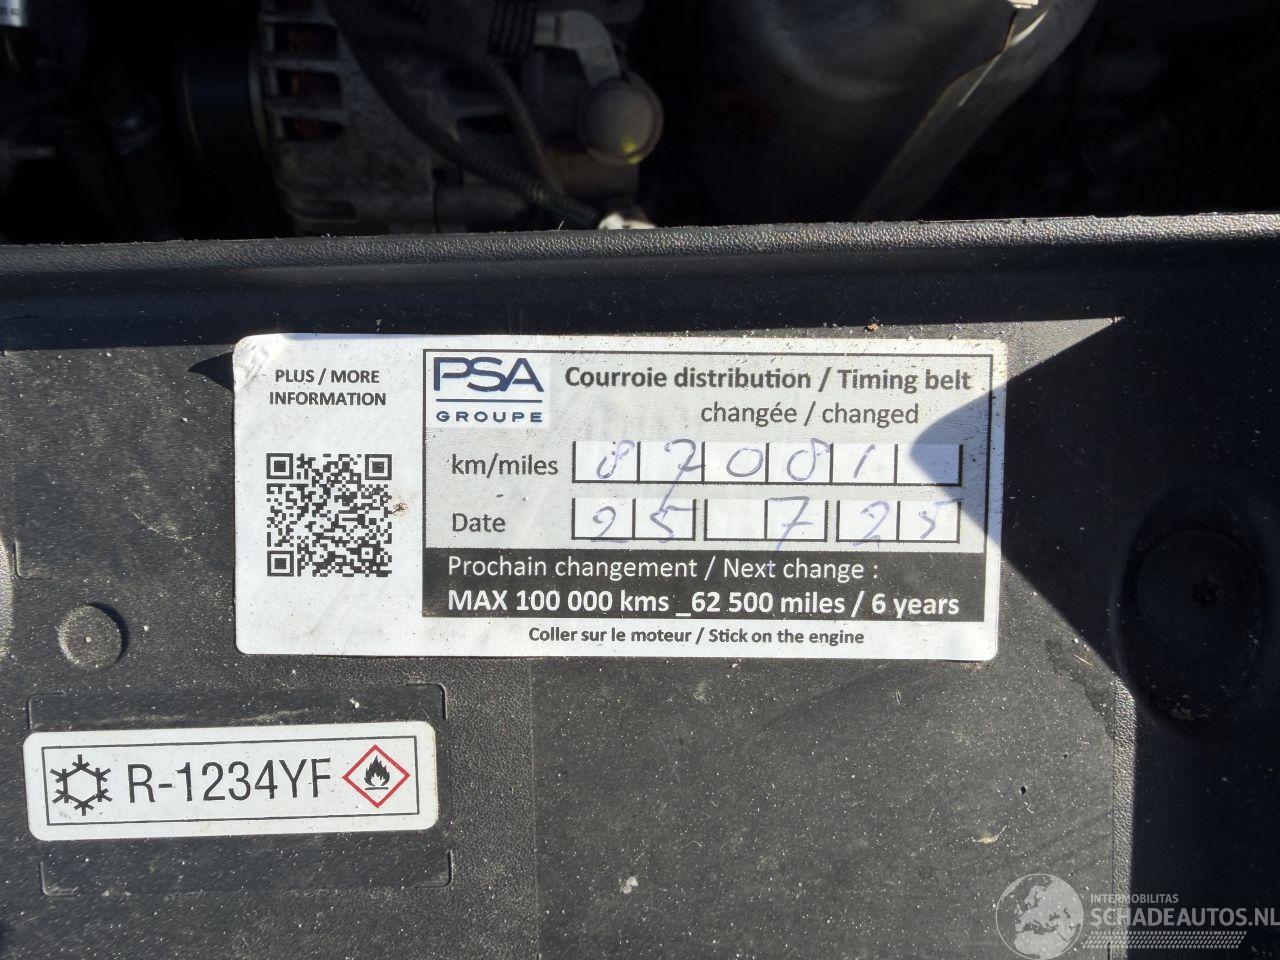 PLUS / MORE
INFORMATION
PSA
GROUPE
Courroie distribution / Timing belt
changée / changed
km/miles 87081
Date 25 7 25
Prochain changement / Next change :
MAX 100 000 kms _62 500 miles / 6 years
Coller sur le moteur / Stick on the engine
R-1234YF
INTERMOBILITAS
SCHADEAUTOS.NL